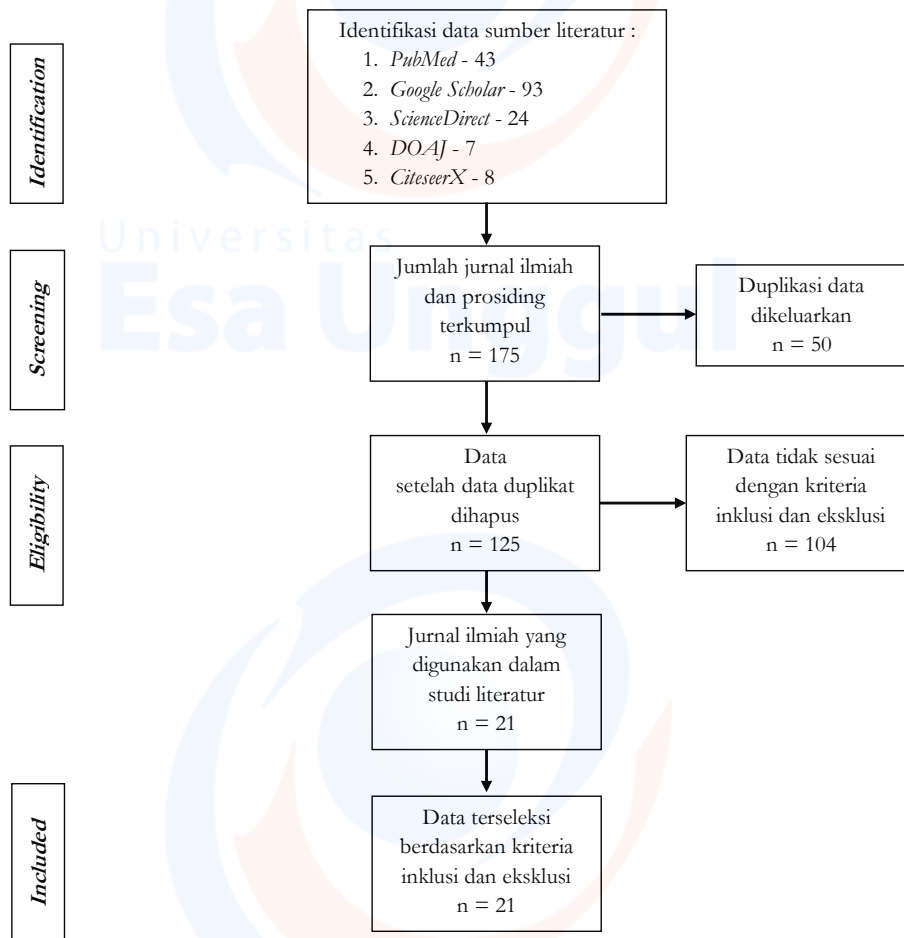 Identification
Identifikasi data sumber literatur :
1. PubMed - 43
2. Google Scholar - 93
3. ScienceDirect - 24
4. DOAJ - 7
5. CiteseerX - 8
Universitas
Esa Unggul
Screening
Jumlah jurnal ilmiah
dan prosiding
terkumpul
n = 175
Duplikasi data
dikeluarkan
n = 50
Eligibility
Data
setelah data duplikat
dihapus
n = 125
Data tidak sesuai
dengan kriteria
inklusi dan eksklusi
n = 104
Jurnal ilmiah yang
digunakan dalam
studi literatur
n = 21
Included
Data terseleksi
berdasarkan kriteria
inklusi dan eksklusi
n = 21